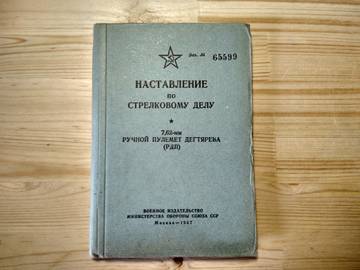 Экз. № 65599
НАСТАВЛЕНИЕ
ПО
СТРЕЛКОВОМУ ДЕЛУ
7,62-мм
РУЧНОЙ ПУЛЕМЕТ ДЕГТЯРЕВА
(РДП)
ВОЕННОЕ ИЗДАТЕЛЬСТВО
МИНИСТЕРСТВА ОБОРОНЫ СОЮЗА ССР
Москва—1957